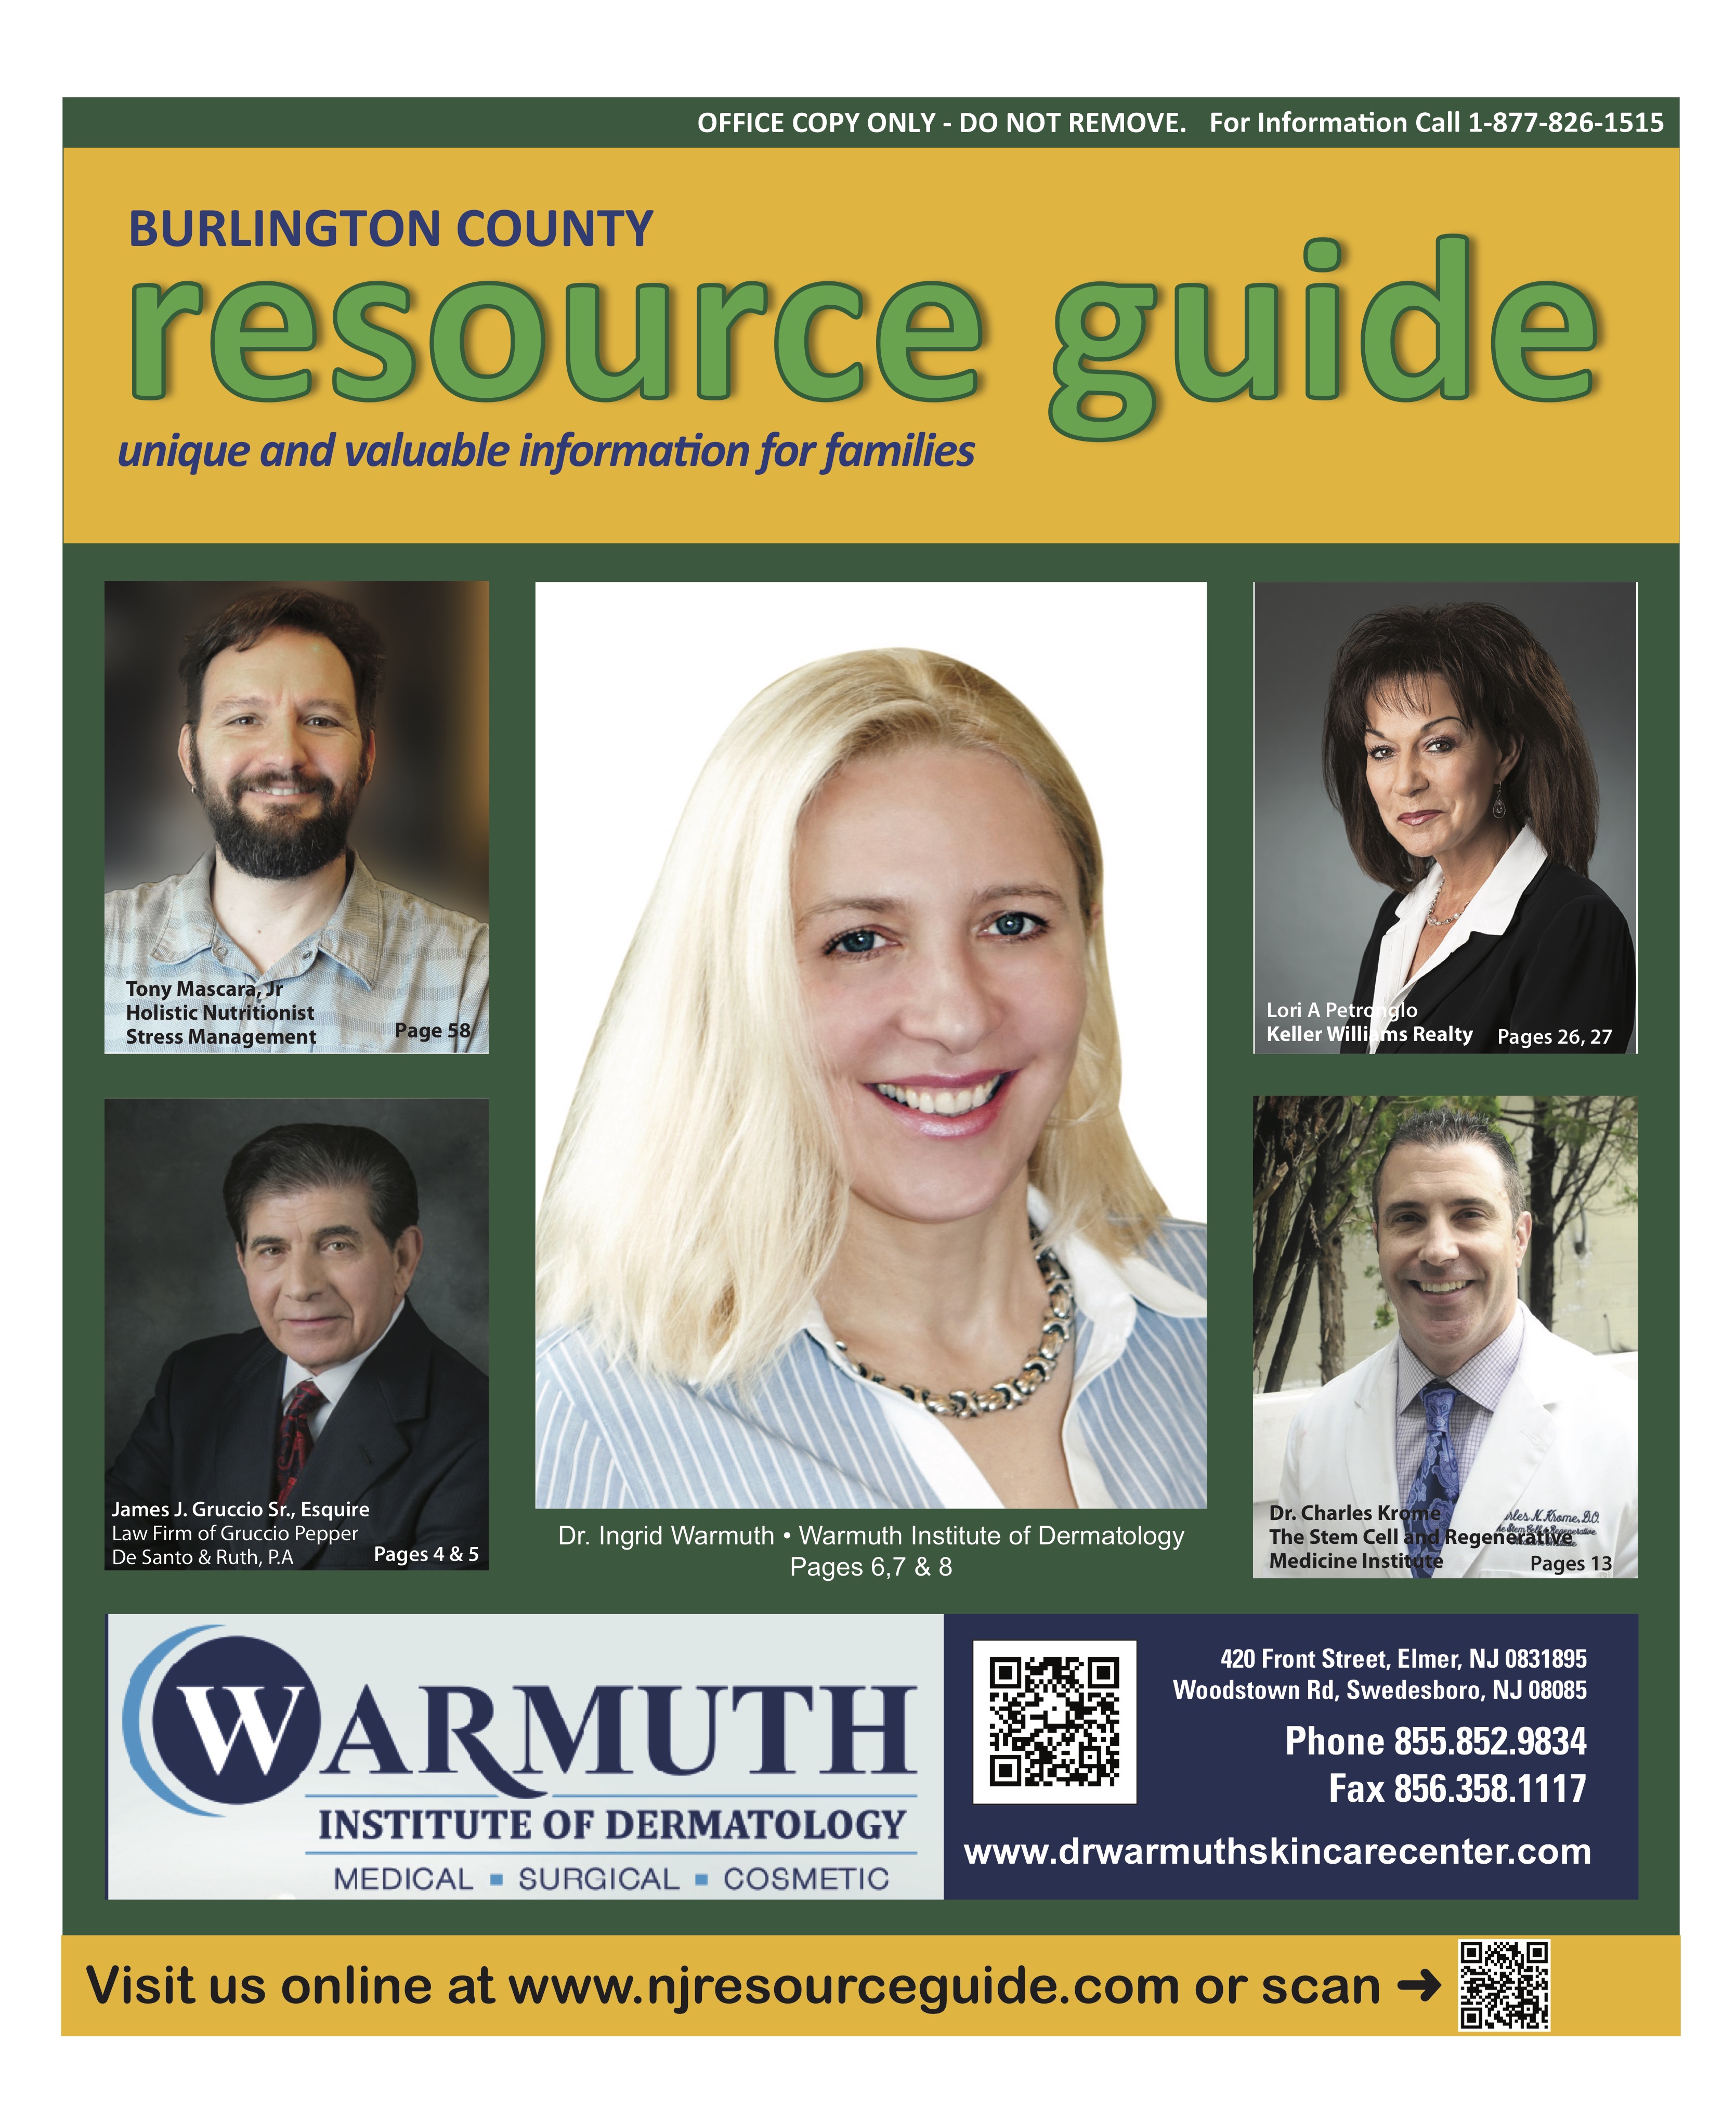 OFFICE COPY ONLY - DO NOT REMOVE. For Information Call 1-877-826-1515
BURLINGTON COUNTY
resource guide
unique and valuable information for families
Tony Mascara, Jr
Holistic Nutritionist
Stress Management
Page 58
Lori A Petronglo
Keller Williams Realty
Pages 26, 27
James J. Gruccio Sr., Esquire
Law Firm of Gruccio Pepper
De Santo & Ruth, P.A
Pages 4 & 5
Dr. Ingrid Warmuth • Warmuth Institute of Dermatology
Pages 6,7 & 8
Dr. Charles Krome
The Stem Cell and Regenerative
Medicine Institute
Pages 13
N. Krome, D.O.
WARMUTH
INSTITUTE OF DERMATOLOGY
MEDICAL ▪ SURGICAL ▪ COSMETIC
420 Front Street, Elmer, NJ 0831895
Woodstown Rd, Swedesboro, NJ 08085
Phone 855.852.9834
Fax 856.358.1117
www.drwarmuthskincarecenter.com
Visit us online at www.njresourceguide.com or scan ➜